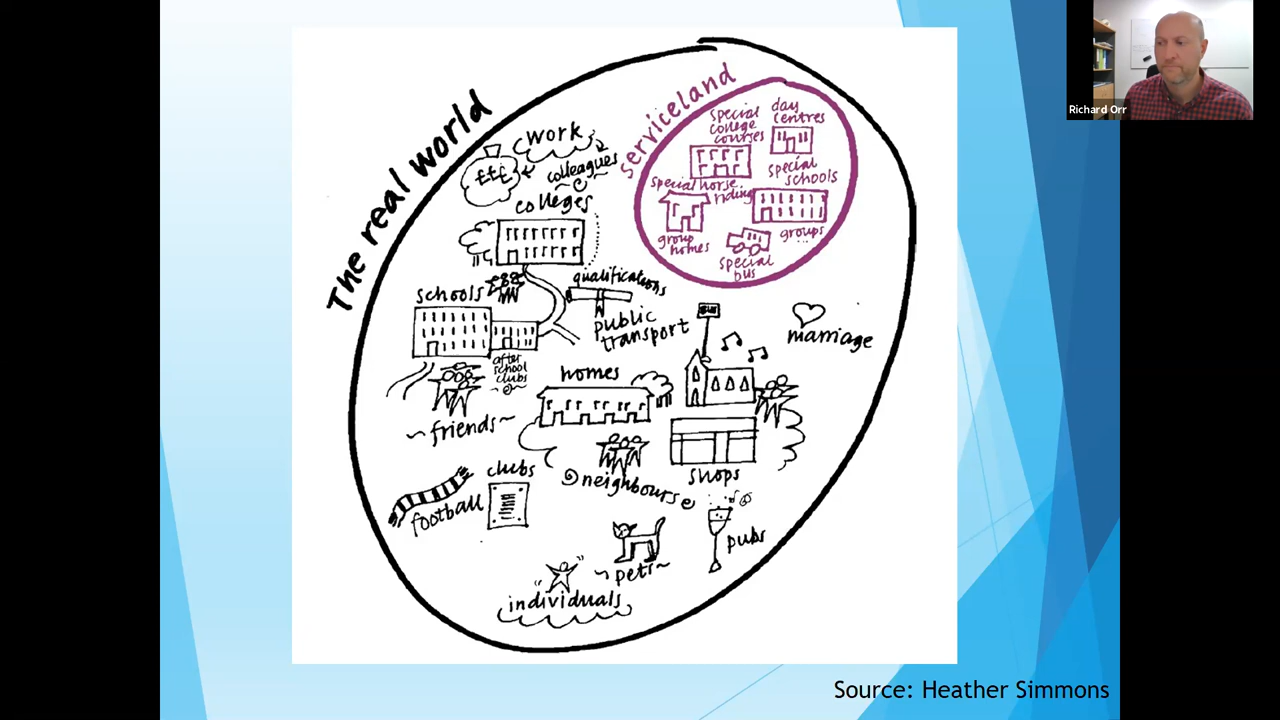 The real world
serviceland
work
colleagues
Etc
colleges
special
college
courses
day
centres
special
schools
special horse
riding
group
homes
groups
special
bus
schools
qualifications
public
transport
BUS
marriage
after
school
clubs
homes
~friends~
clubs
neighbours
shops
football
pubs
~pets~
individuals
Source: Heather Simmons
Richard Orr